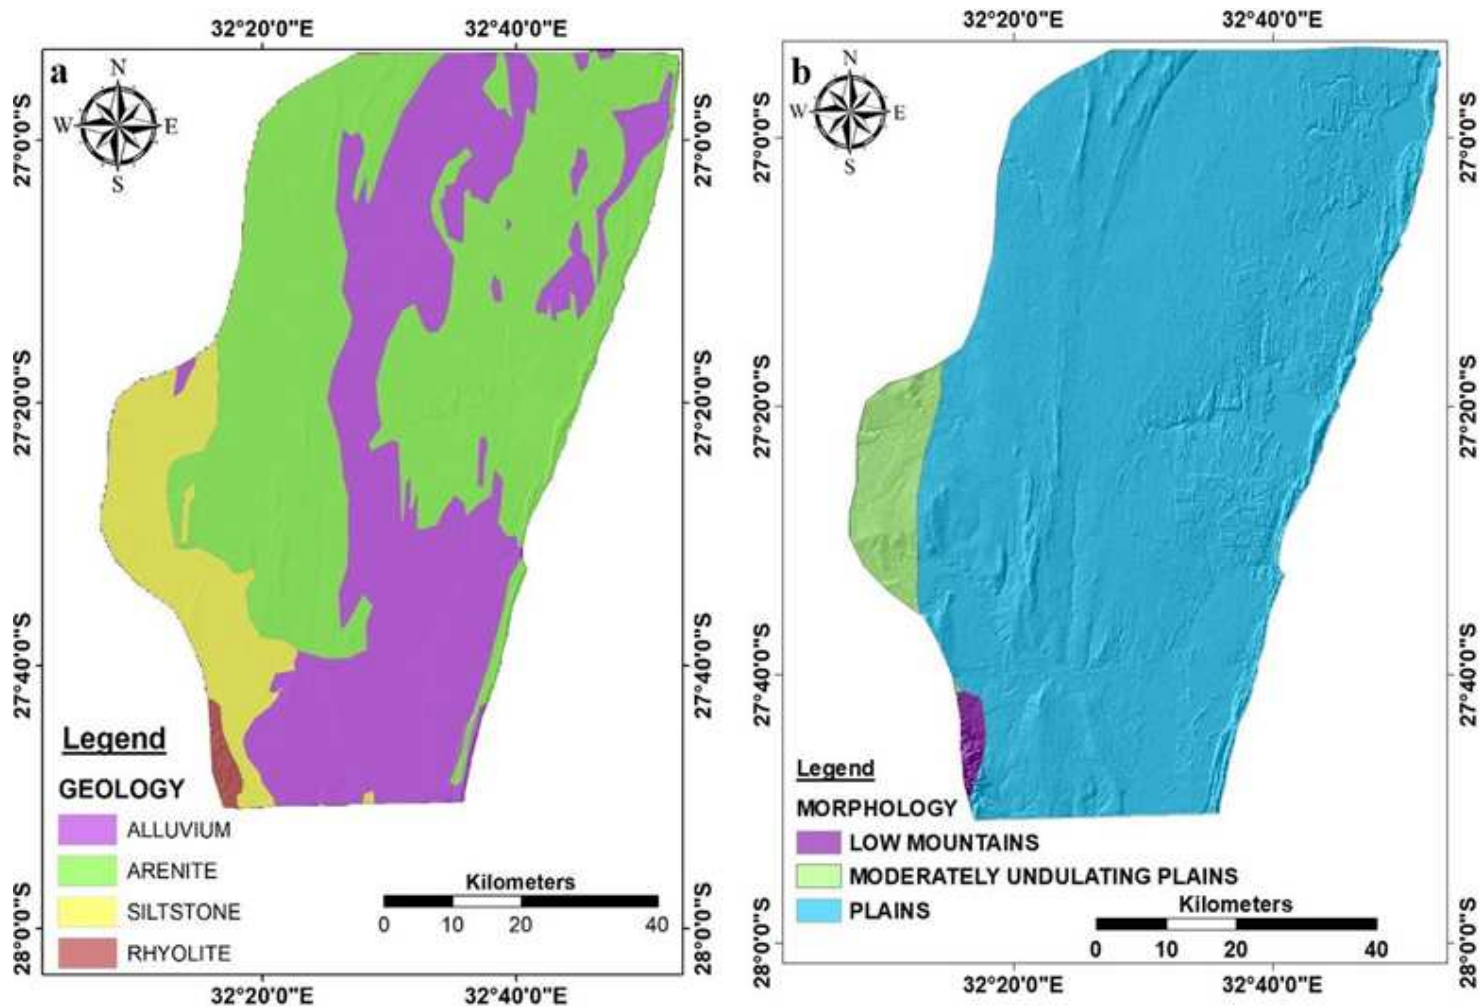 32°20'0"E
32°40'0"E
a
N
W
E
S
27°0'0"S
27°0'0"S
27°20'0"S
27°20'0"S
27°40'0"S
27°40'0"S
28°0'0"S
28°0'0"S
Legend
GEOLOGY
ALLUVIUM
ARENITE
SILTSTONE
RHYOLITE
Kilometers
0 10 20 40
32°20'0"E
32°40'0"E
32°20'0"E
32°40'0"E
b
N
W
E
S
27°0'0"S
27°0'0"S
27°20'0"S
27°20'0"S
27°40'0"S
27°40'0"S
28°0'0"S
28°0'0"S
Legend
MORPHOLOGY
LOW MOUNTAINS
MODERATELY UNDULATING PLAINS
PLAINS
Kilometers
0 10 20 40
32°20'0"E
32°40'0"E